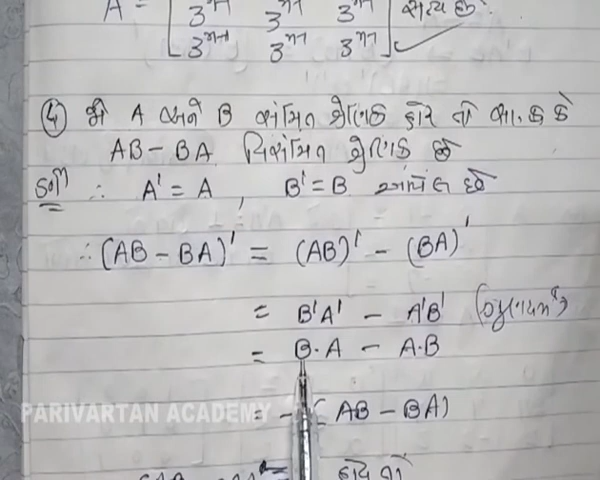 A = [ 3ⁿ⁻¹ 3ⁿ⁻¹ 3ⁿ⁻¹ ] સત્ય છે.
3ⁿ⁻¹ 3ⁿ⁻¹ 3ⁿ⁻¹
(4) જો A અને B સંમિત શ્રેણિક હોય તો સા. ક. કે
AB - BA વિસંમિત શ્રેણિક છે
∴ A' = A , B' = B આપેલ છે
∴ (AB - BA)' = (AB)' - (BA)'
= B'A' - A'B'
= B·A - A·B
PARIVARTAN ACADEMY
= - (AB - BA)
હોય તો